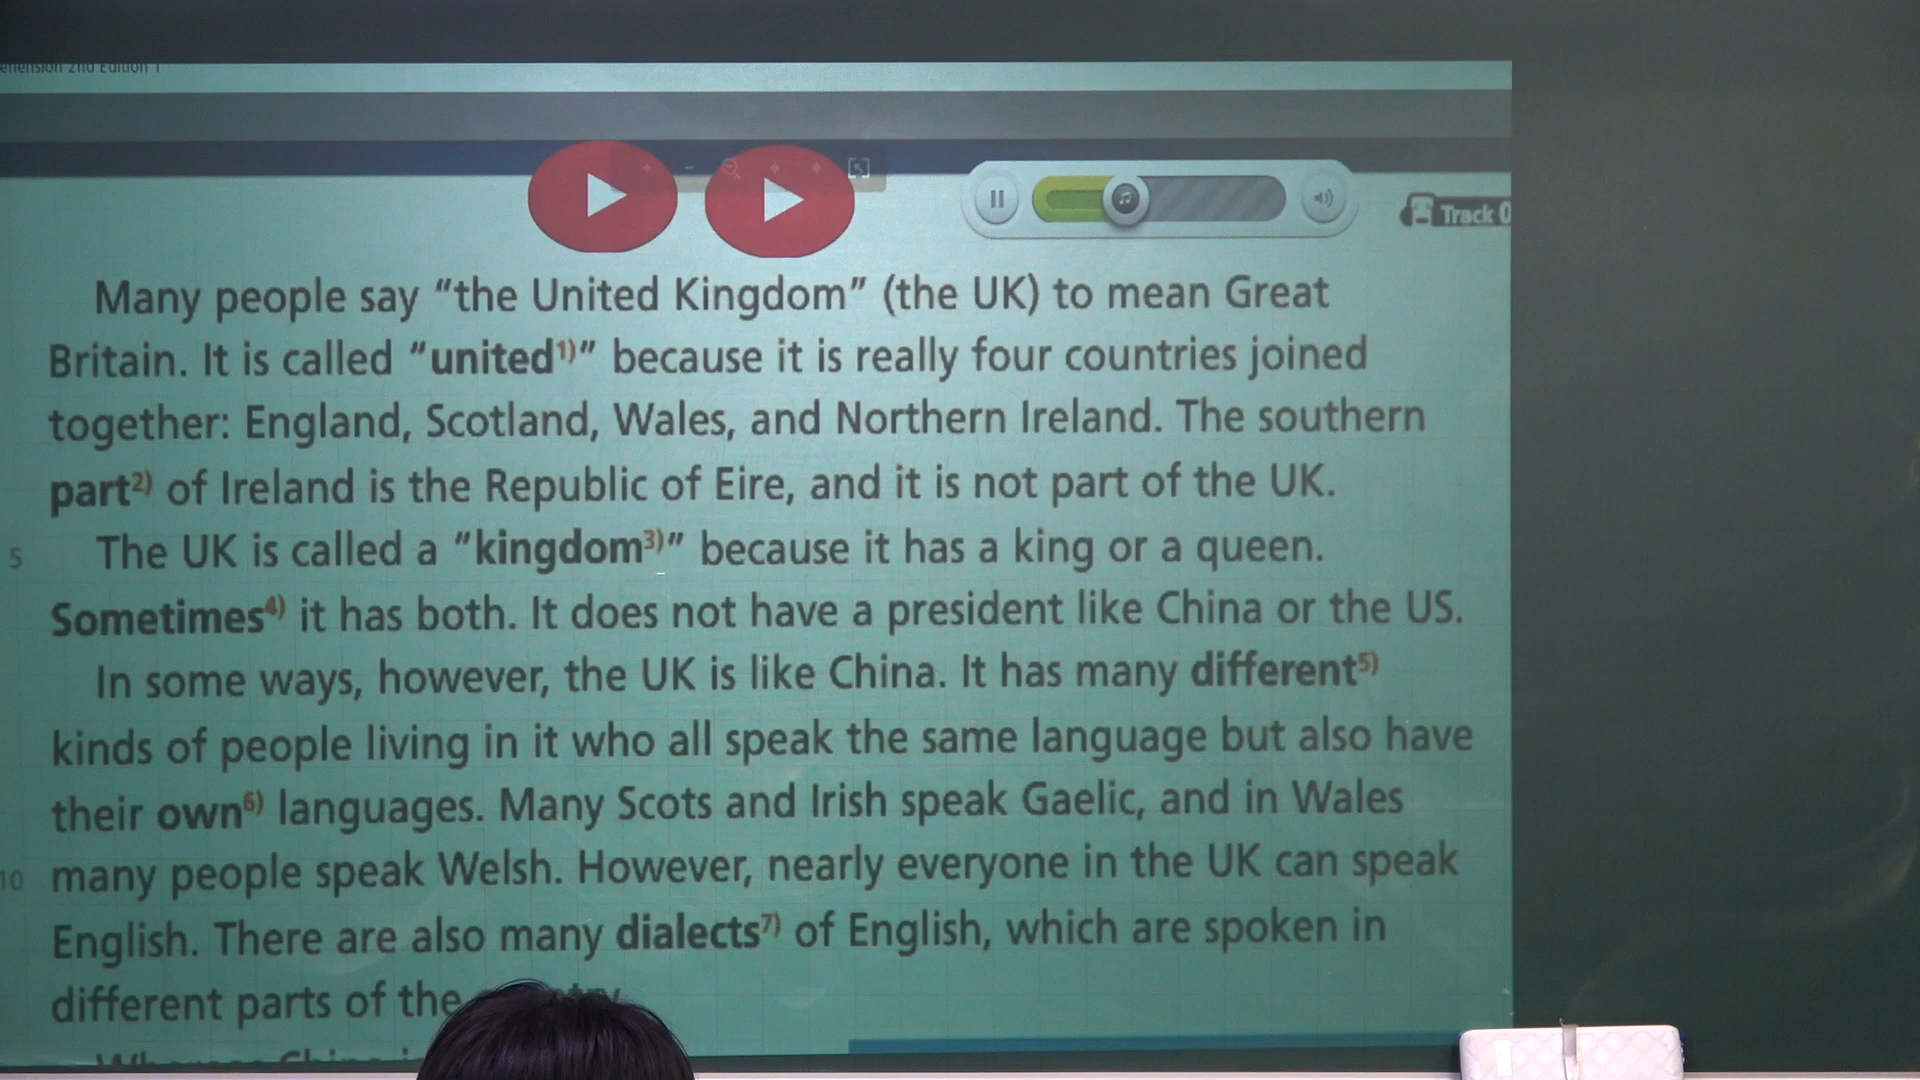 2nd Edition 1
Track 0
Many people say “the United Kingdom” (the UK) to mean Great
Britain. It is called “united1)” because it is really four countries joined
together: England, Scotland, Wales, and Northern Ireland. The southern
part2) of Ireland is the Republic of Eire, and it is not part of the UK.
5 The UK is called a “kingdom3)” because it has a king or a queen.
Sometimes4) it has both. It does not have a president like China or the US.
In some ways, however, the UK is like China. It has many different5)
kinds of people living in it who all speak the same language but also have
their own6) languages. Many Scots and Irish speak Gaelic, and in Wales
10 many people speak Welsh. However, nearly everyone in the UK can speak
English. There are also many dialects7) of English, which are spoken in
different parts of the